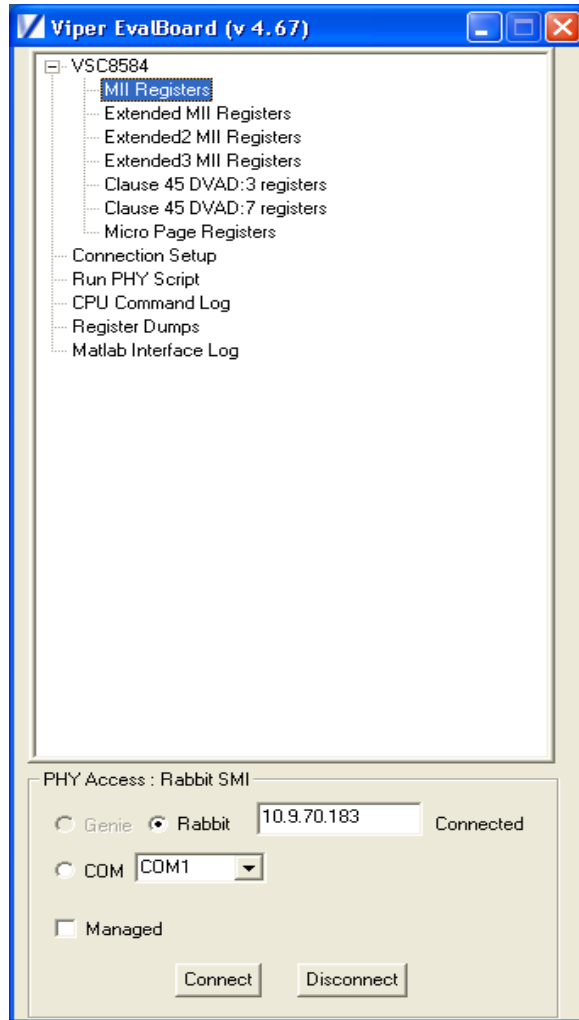 Viper EvalBoard (v 4.67)
VSC8584
MII Registers
Extended MII Registers
Extended2 MII Registers
Extended3 MII Registers
Clause 45 DVAD:3 registers
Clause 45 DVAD:7 registers
Micro Page Registers
Connection Setup
Run PHY Script
CPU Command Log
Register Dumps
Matlab Interface Log
PHY Access : Rabbit SMI
Genie Rabbit 10.9.70.183 Connected
COM COM1
Managed
Connect Disconnect